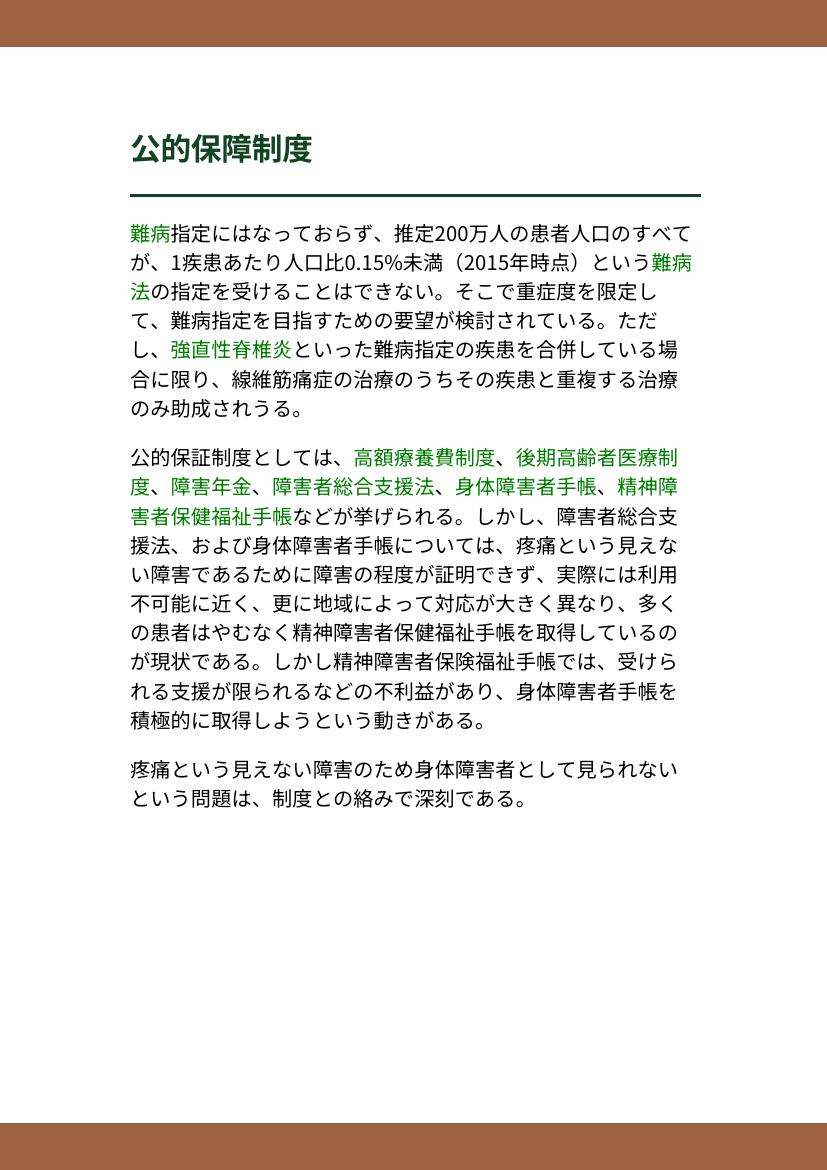 公的保障制度
難病指定にはなっておらず、推定200万人の患者人口のすべて
が、1疾患あたり人口比0.15%未満（2015年時点）という難病
法の指定を受けることはできない。そこで重症度を限定し
て、難病指定を目指すための要望が検討されている。ただ
し、強直性脊椎炎といった難病指定の疾患を合併している場
合に限り、線維筋痛症の治療のうちその疾患と重複する治療
のみ助成されうる。
公的保証制度としては、高額療養費制度、後期高齢者医療制
度、障害年金、障害者総合支援法、身体障害者手帳、精神障
害者保健福祉手帳などが挙げられる。しかし、障害者総合支
援法、および身体障害者手帳については、疼痛という見えな
い障害であるために障害の程度が証明できず、実際には利用
不可能に近く、更に地域によって対応が大きく異なり、多く
の患者はやむなく精神障害者保健福祉手帳を取得しているの
が現状である。しかし精神障害者保険福祉手帳では、受けら
れる支援が限られるなどの不利益があり、身体障害者手帳を
積極的に取得しようという動きがある。
疼痛という見えない障害のため身体障害者として見られない
という問題は、制度との絡みで深刻である。